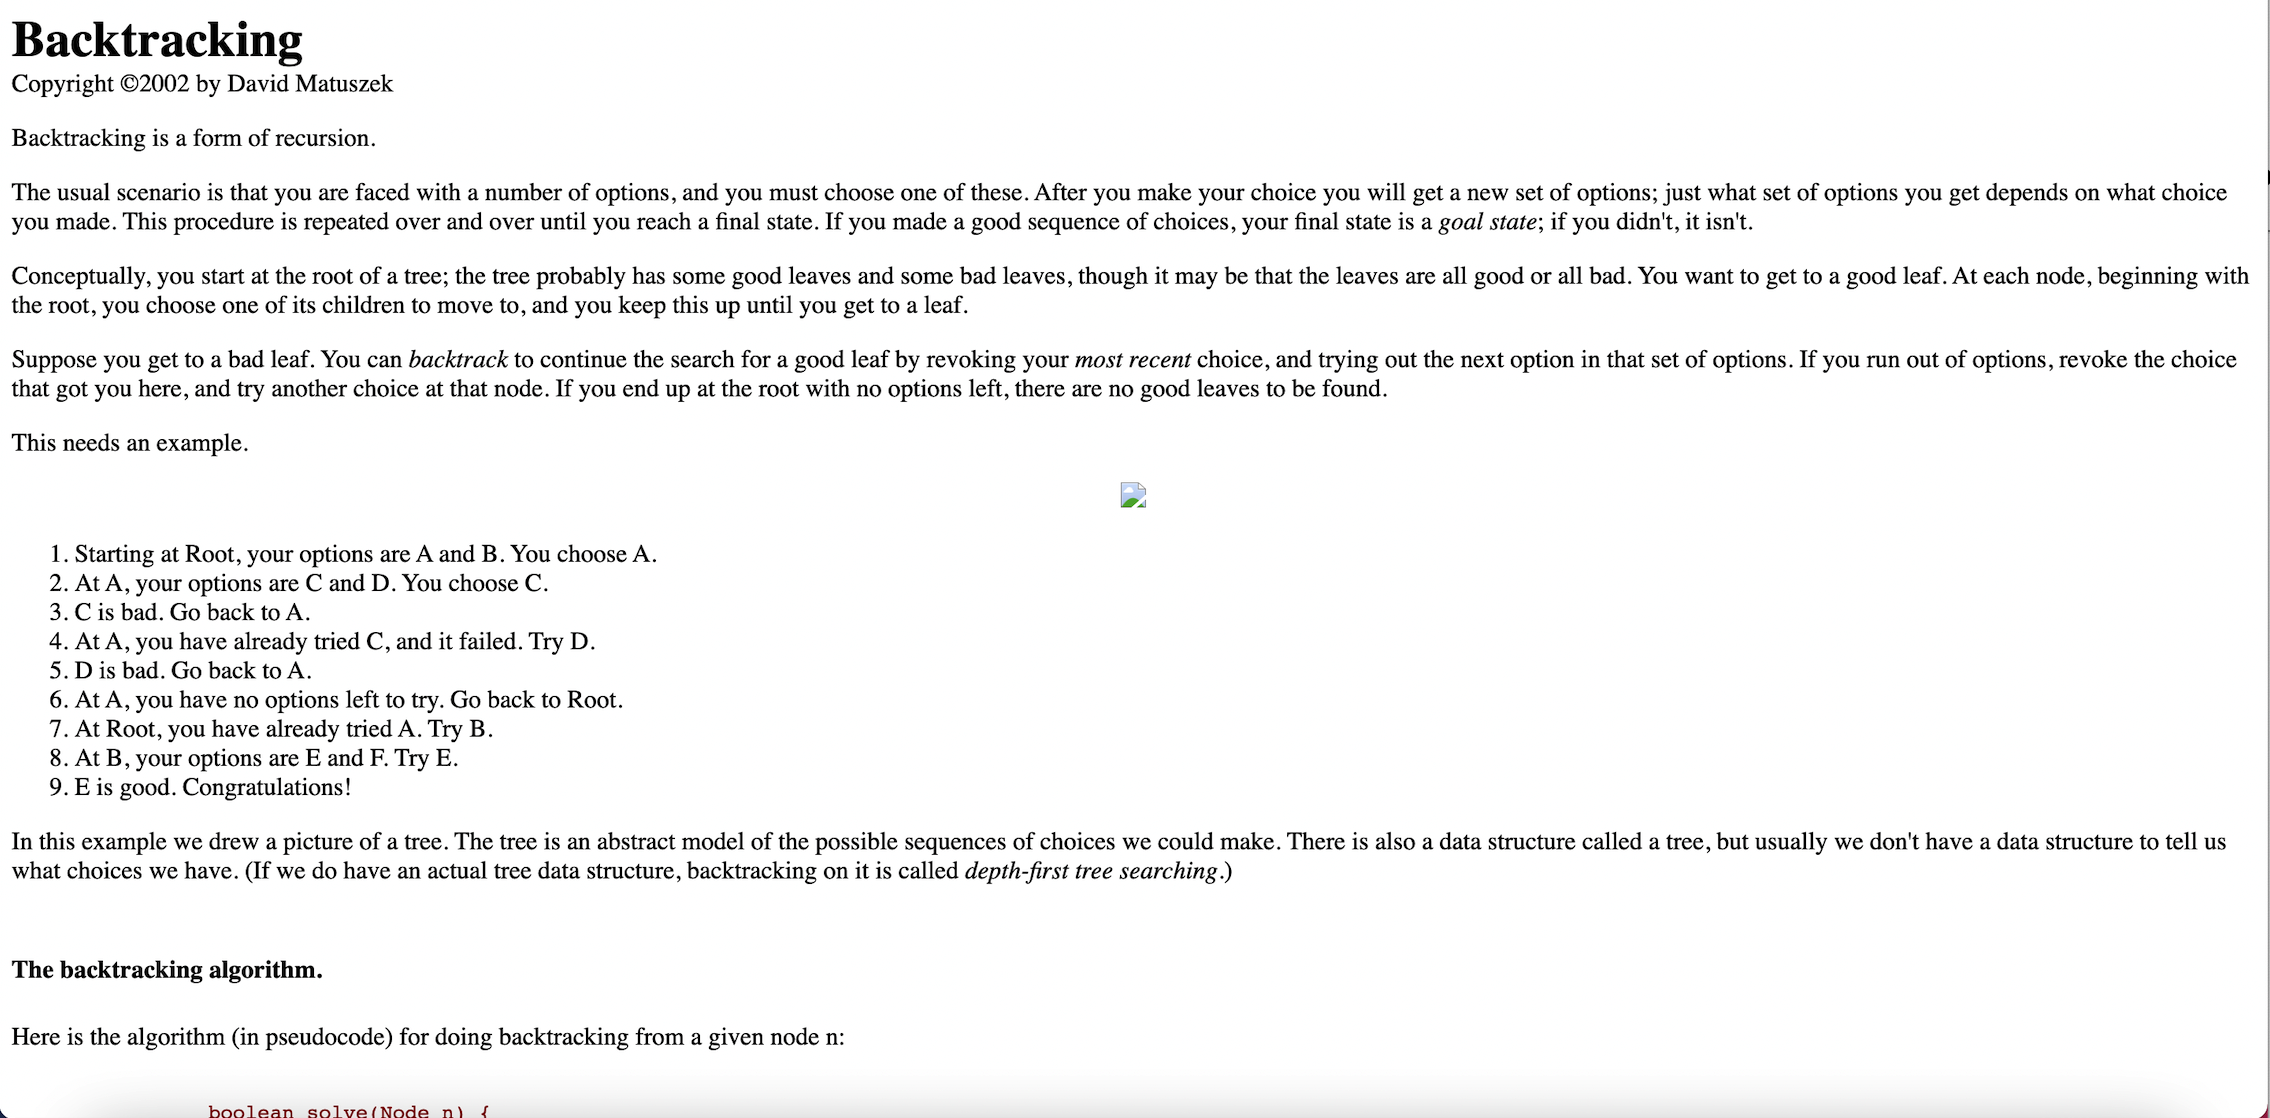 Backtracking
Copyright ©2002 by David Matuszek
Backtracking is a form of recursion.
The usual scenario is that you are faced with a number of options, and you must choose one of these. After you make your choice you will get a new set of options; just what set of options you get depends on what choice
you made. This procedure is repeated over and over until you reach a final state. If you made a good sequence of choices, your final state is a goal state; if you didn't, it isn't.
Conceptually, you start at the root of a tree; the tree probably has some good leaves and some bad leaves, though it may be that the leaves are all good or all bad. You want to get to a good leaf. At each node, beginning with
the root, you choose one of its children to move to, and you keep this up until you get to a leaf.
Suppose you get to a bad leaf. You can backtrack to continue the search for a good leaf by revoking your most recent choice, and trying out the next option in that set of options. If you run out of options, revoke the choice
that got you here, and try another choice at that node. If you end up at the root with no options left, there are no good leaves to be found.
This needs an example.
1. Starting at Root, your options are A and B. You choose A.
2. At A, your options are C and D. You choose C.
3. C is bad. Go back to A.
4. At A, you have already tried C, and it failed. Try D.
5. D is bad. Go back to A.
6. At A, you have no options left to try. Go back to Root.
7. At Root, you have already tried A. Try B.
8. At B, your options are E and F. Try E.
9. E is good. Congratulations!
In this example we drew a picture of a tree. The tree is an abstract model of the possible sequences of choices we could make. There is also a data structure called a tree, but usually we don't have a data structure to tell us
what choices we have. (If we do have an actual tree data structure, backtracking on it is called depth-first tree searching.)
The backtracking algorithm.
Here is the algorithm (in pseudocode) for doing backtracking from a given node n:
boolean solve(Node n) {